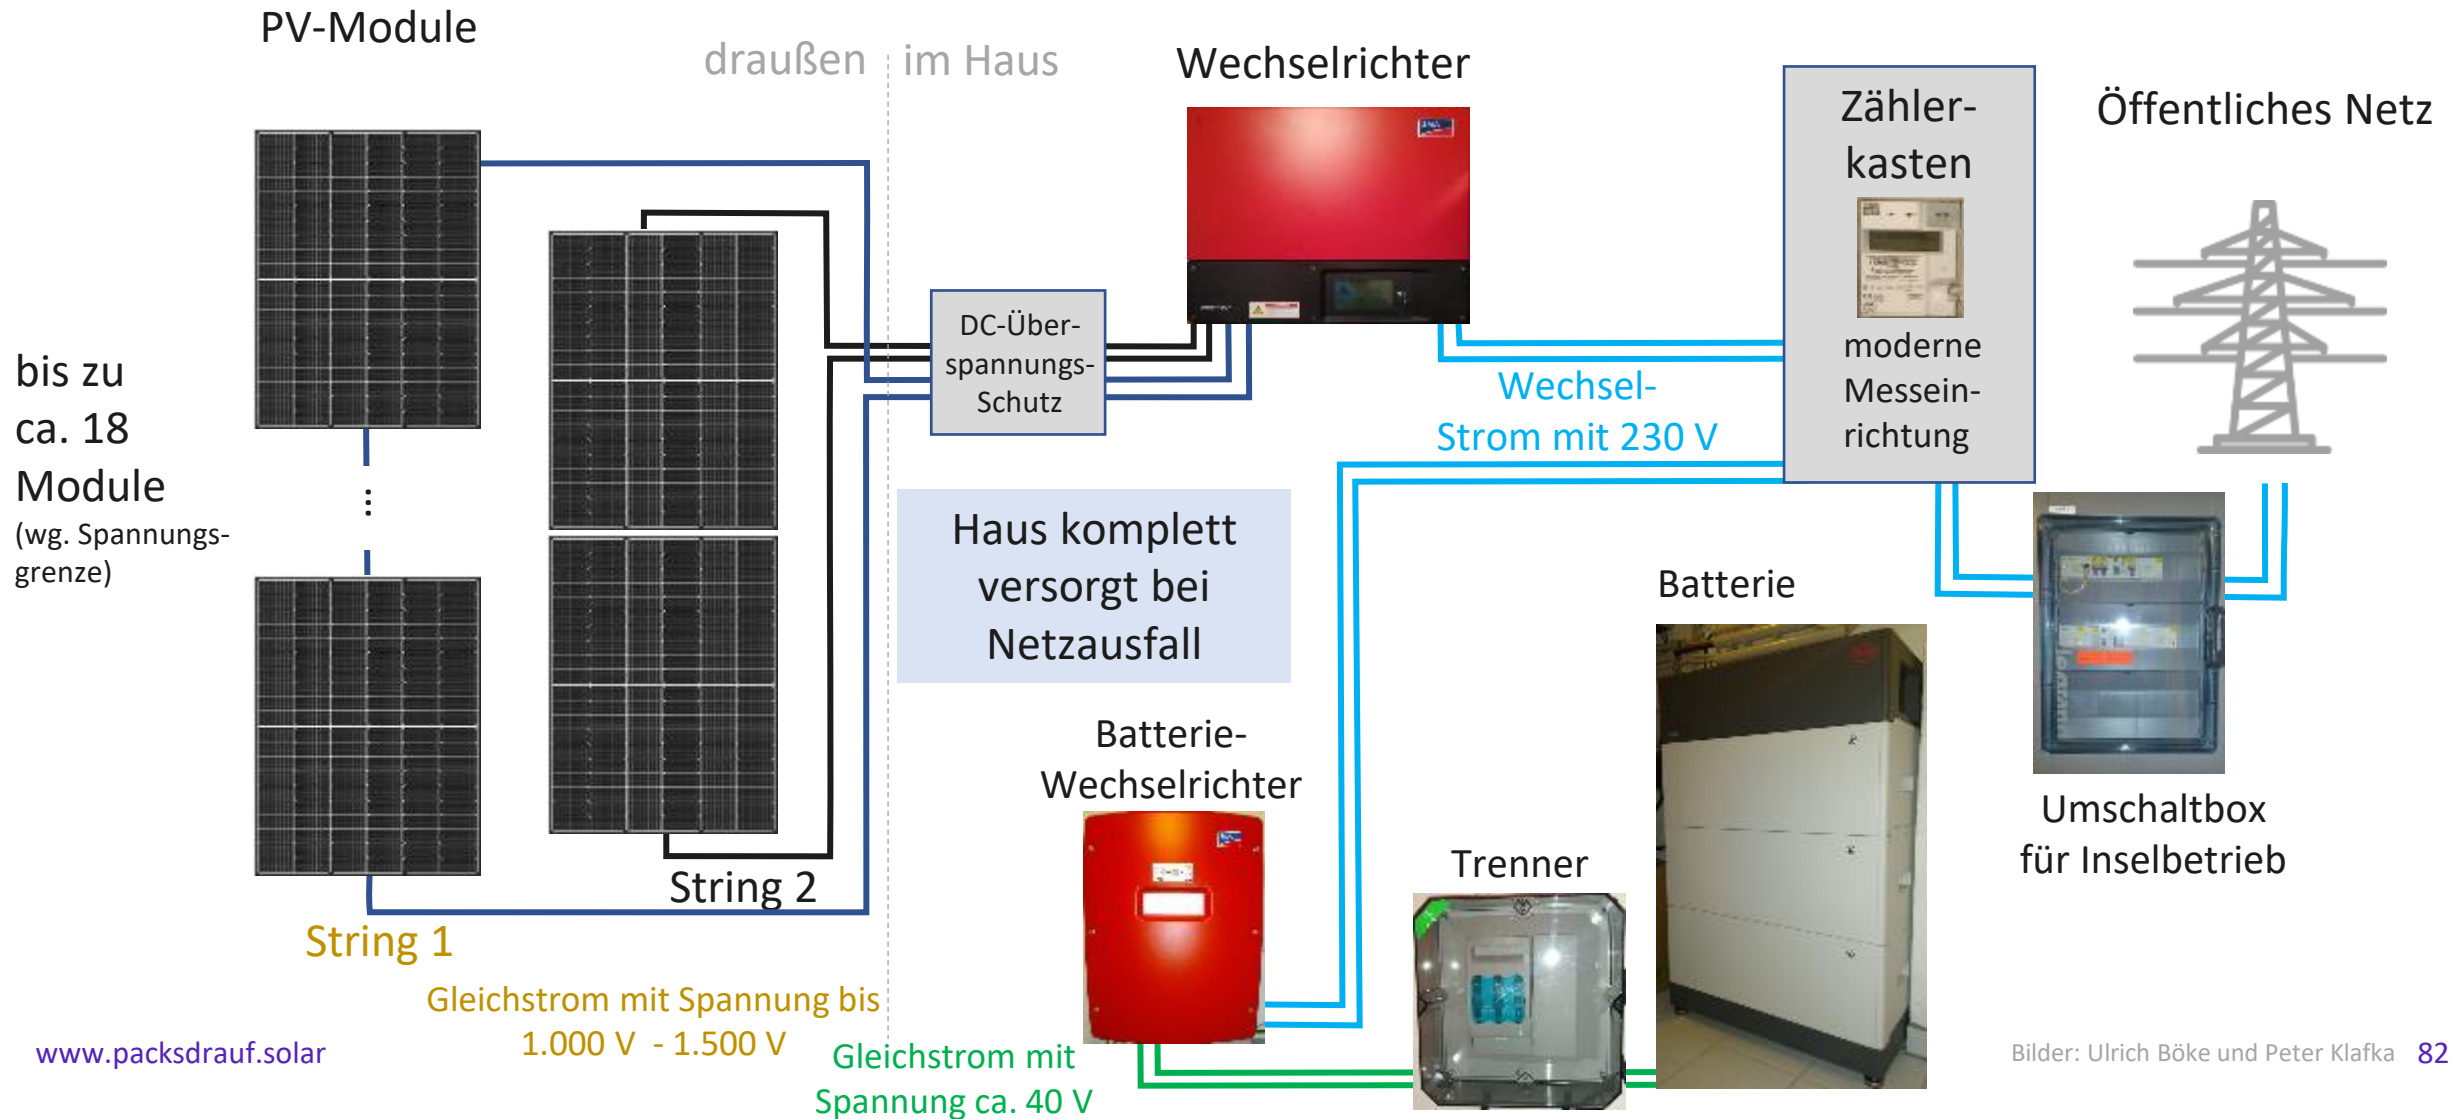 PV-Module
draußen
im Haus
Wechselrichter
Zähler-
kasten
moderne
Messein-
richtung
Öffentliches Netz
bis zu
ca. 18
Module
(wg. Spannungs-
grenze)
...
DC-Über-
spannungs-
Schutz
Wechsel-
Strom mit 230 V
Haus komplett
versorgt bei
Netzausfall
Batterie
Batterie-
Wechselrichter
Trenner
Umschaltbox
für Inselbetrieb
String 2
String 1
Gleichstrom mit Spannung bis
1.000 V - 1.500 V
Gleichstrom mit
Spannung ca. 40 V
www.packsdrauf.solar
Bilder: Ulrich Böke und Peter Klafka
82